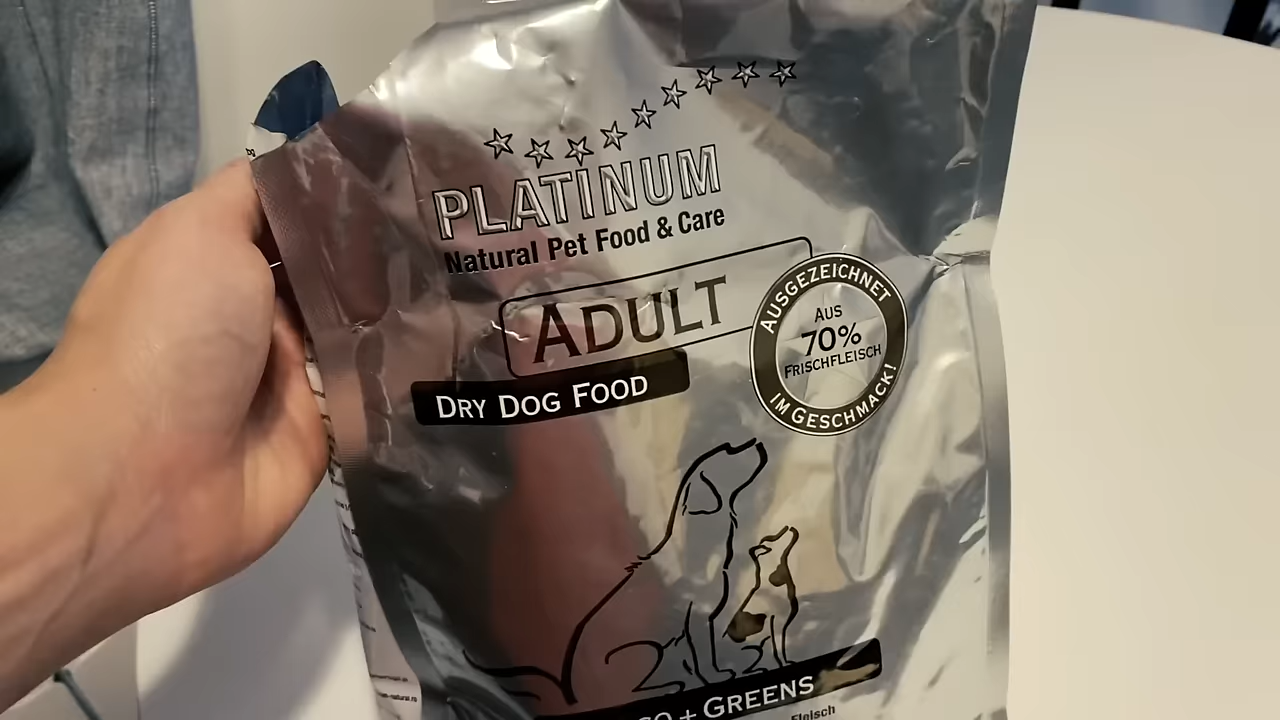 PLATINUM
Natural Pet Food & Care
ADULT
DRY DOG FOOD
AUSGEZEICHNET
AUS
70%
FRISCHFLEISCH
IM GESCHMACK!
+ GREENS
Fleisch